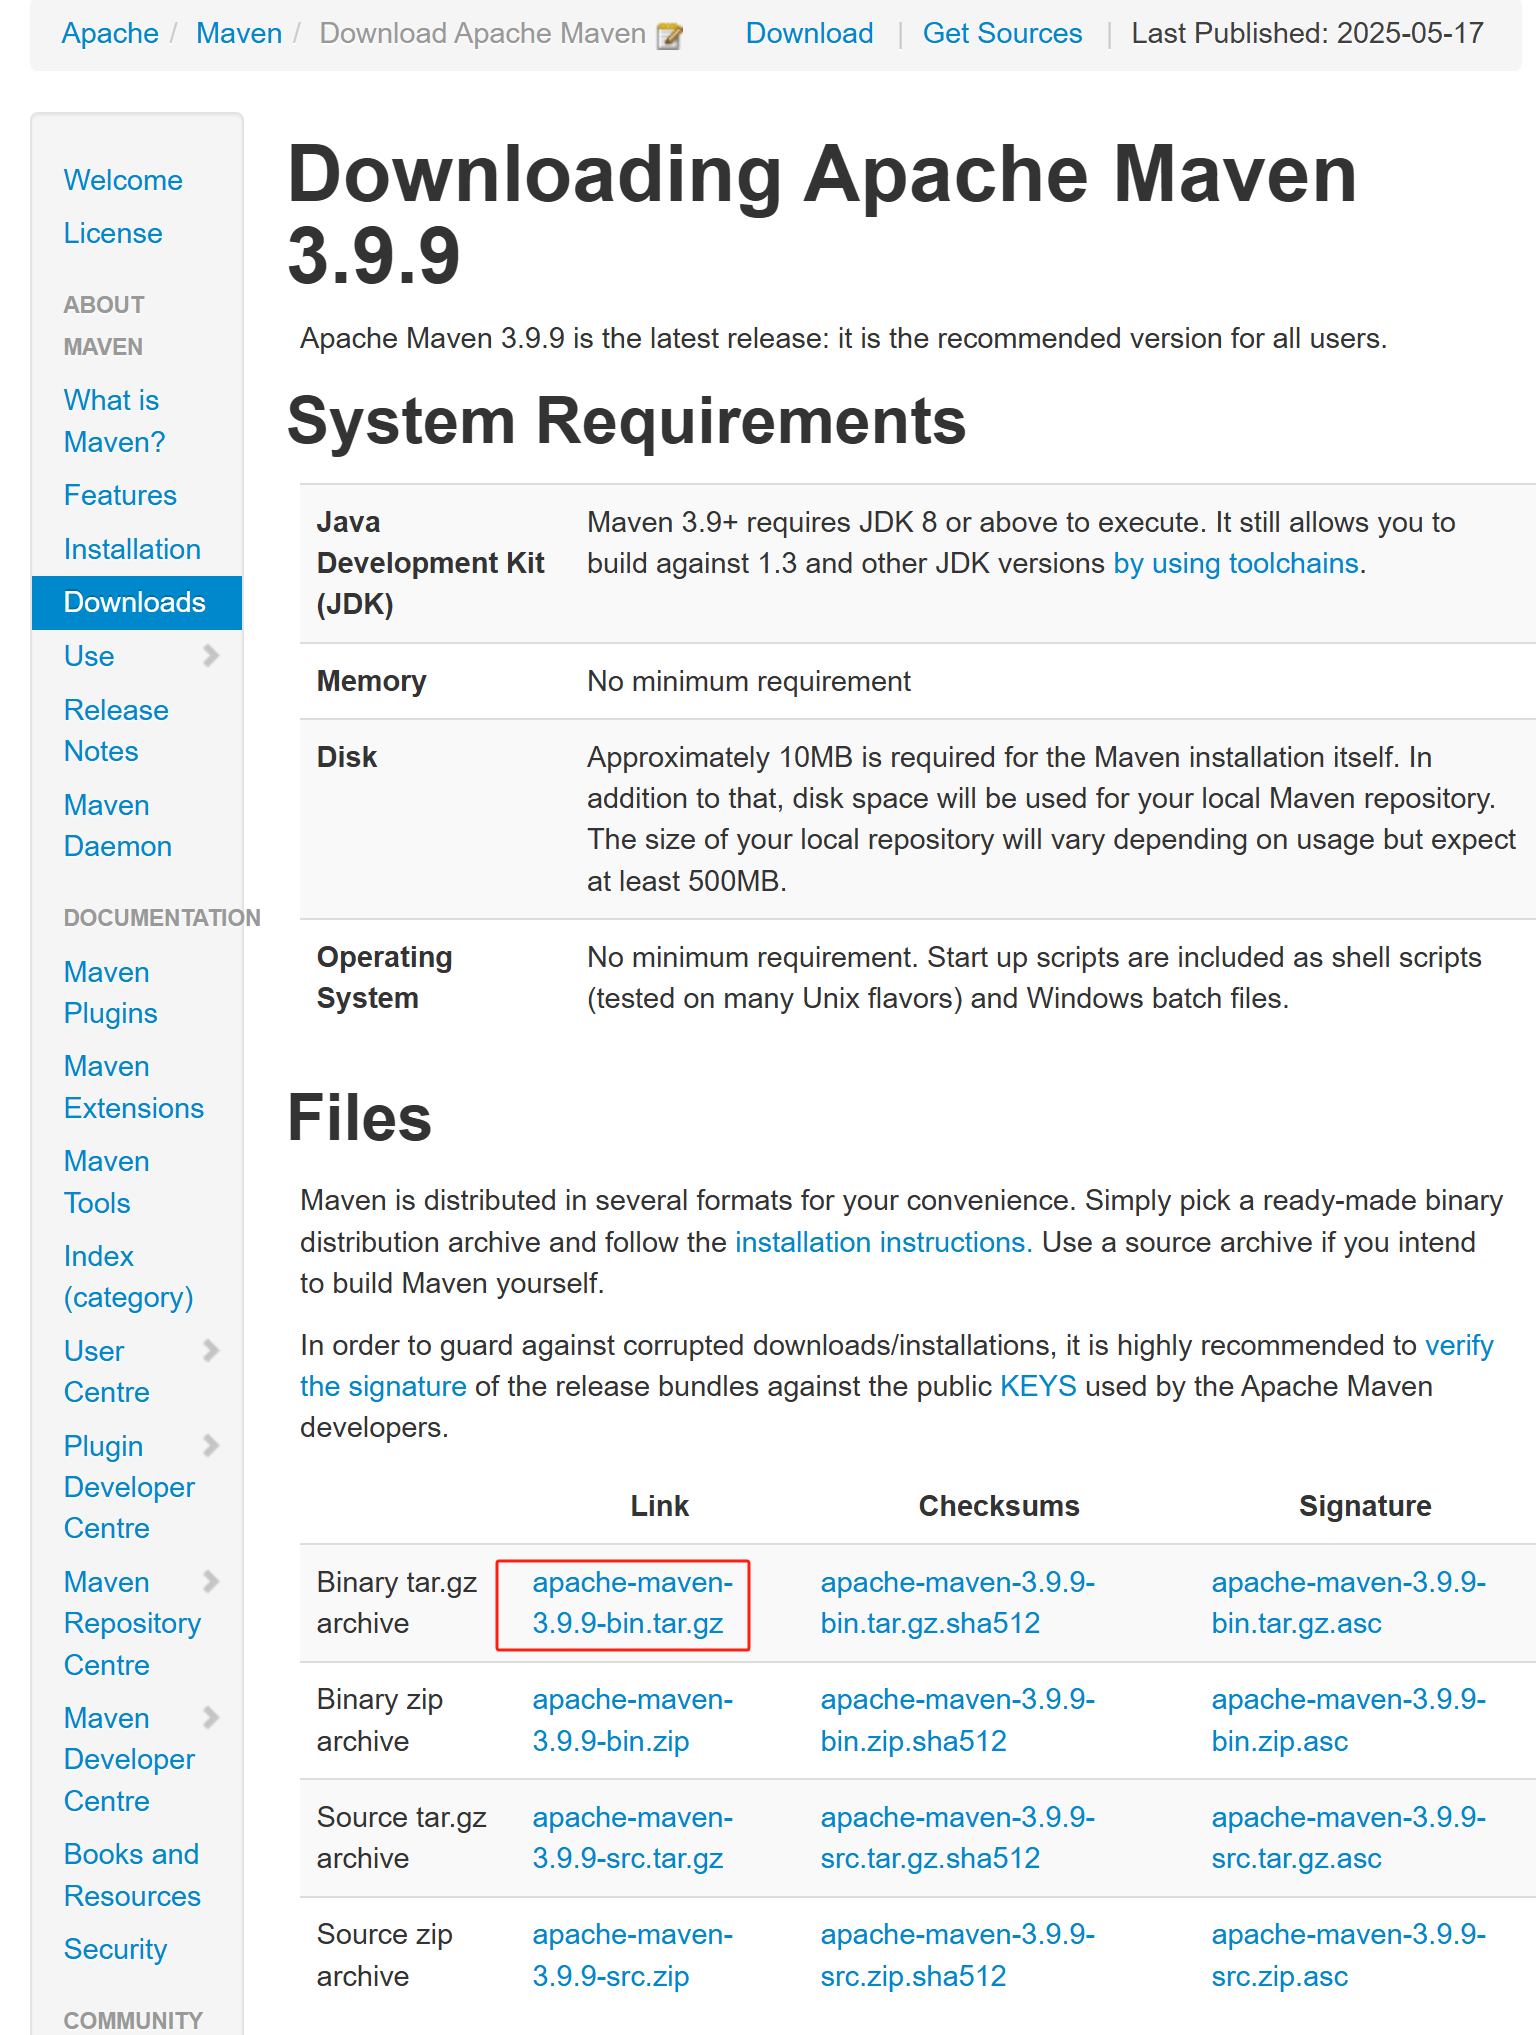 Apache / Maven / Download Apache Maven Download | Get Sources | Last Published: 2025-05-17
Welcome
License
ABOUT
MAVEN
What is
Maven?
Features
Installation
Downloads
Use
Release
Notes
Maven
Daemon
DOCUMENTATION
Maven
Plugins
Maven
Extensions
Maven
Tools
Index
(category)
User
Centre
Plugin
Developer
Centre
Maven
Repository
Centre
Maven
Developer
Centre
Books and
Resources
Security
COMMUNITY
Downloading Apache Maven
3.9.9
Apache Maven 3.9.9 is the latest release: it is the recommended version for all users.
System Requirements
Java
Development Kit
(JDK)
Maven 3.9+ requires JDK 8 or above to execute. It still allows you to
build against 1.3 and other JDK versions by using toolchains.
Memory
No minimum requirement
Disk
Approximately 10MB is required for the Maven installation itself. In
addition to that, disk space will be used for your local Maven repository.
The size of your local repository will vary depending on usage but expect
at least 500MB.
Operating
System
No minimum requirement. Start up scripts are included as shell scripts
(tested on many Unix flavors) and Windows batch files.
Files
Maven is distributed in several formats for your convenience. Simply pick a ready-made binary
distribution archive and follow the installation instructions. Use a source archive if you intend
to build Maven yourself.
In order to guard against corrupted downloads/installations, it is highly recommended to verify
the signature of the release bundles against the public KEYS used by the Apache Maven
developers.
Link Checksums Signature
Binary tar.gz apache-maven- apache-maven-3.9.9- apache-maven-3.9.9-
archive 3.9.9-bin.tar.gz bin.tar.gz.sha512 bin.tar.gz.asc
Binary zip apache-maven- apache-maven-3.9.9- apache-maven-3.9.9-
archive 3.9.9-bin.zip bin.zip.sha512 bin.zip.asc
Source tar.gz apache-maven- apache-maven-3.9.9- apache-maven-3.9.9-
archive 3.9.9-src.tar.gz src.tar.gz.sha512 src.tar.gz.asc
Source zip apache-maven- apache-maven-3.9.9- apache-maven-3.9.9-
archive 3.9.9-src.zip src.zip.sha512 src.zip.asc